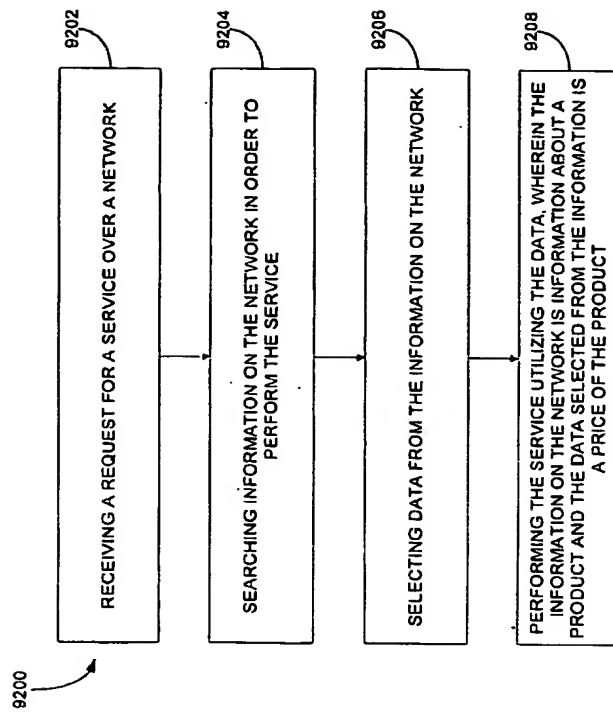 9200
9202
RECEIVING A REQUEST FOR A SERVICE OVER A NETWORK
9204
SEARCHING INFORMATION ON THE NETWORK IN ORDER TO
PERFORM THE SERVICE
9206
SELECTING DATA FROM THE INFORMATION ON THE NETWORK
9208
PERFORMING THE SERVICE UTILIZING THE DATA, WHEREIN THE
INFORMATION ON THE NETWORK IS INFORMATION ABOUT A
PRODUCT AND THE DATA SELECTED FROM THE INFORMATION IS
A PRICE OF THE PRODUCT